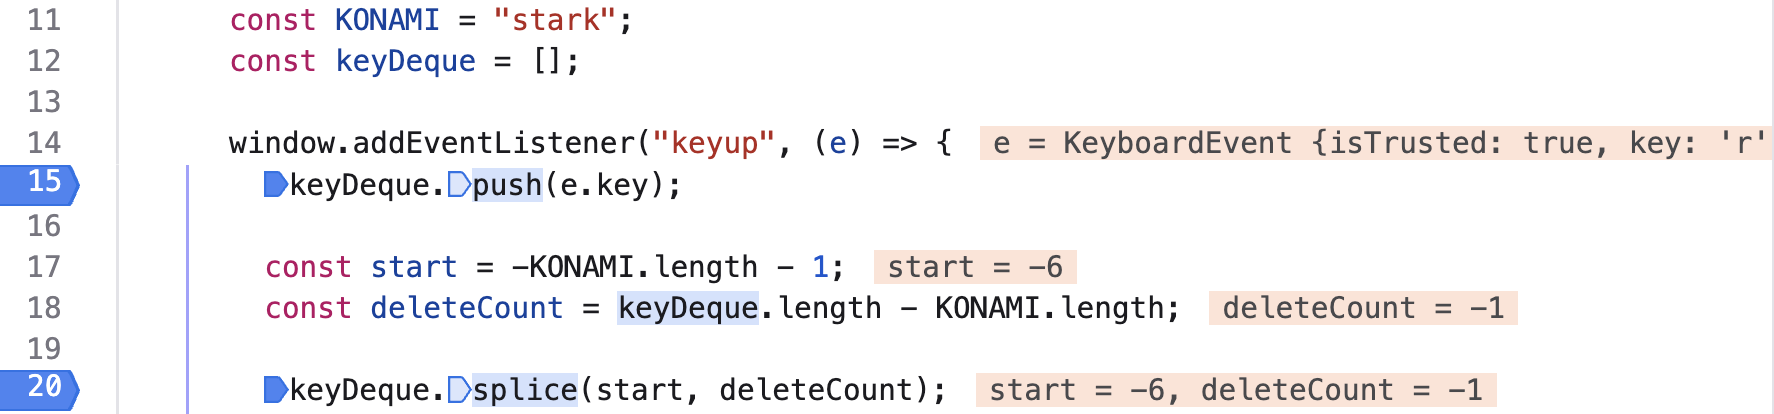 11 const KONAMI = "stark";
12 const keyDeque = [];
13
14 window.addEventListener("keyup", (e) => { e = KeyboardEvent {isTrusted: true, key: 'r'
15 keyDeque.push(e.key);
16
17 const start = -KONAMI.length - 1; start = -6
18 const deleteCount = keyDeque.length - KONAMI.length; deleteCount = -1
19
20 keyDeque.splice(start, deleteCount); start = -6, deleteCount = -1